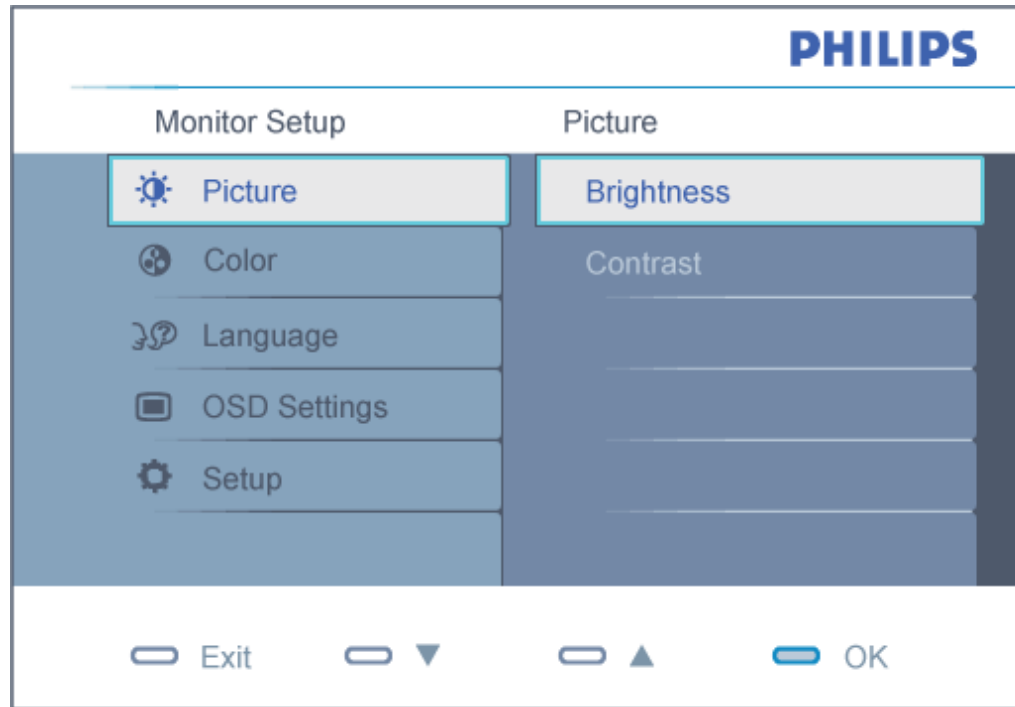 PHILIPS
Monitor Setup Picture
Picture Brightness
Color Contrast
Language
OSD Settings
Setup
Exit ▼ ▲ OK